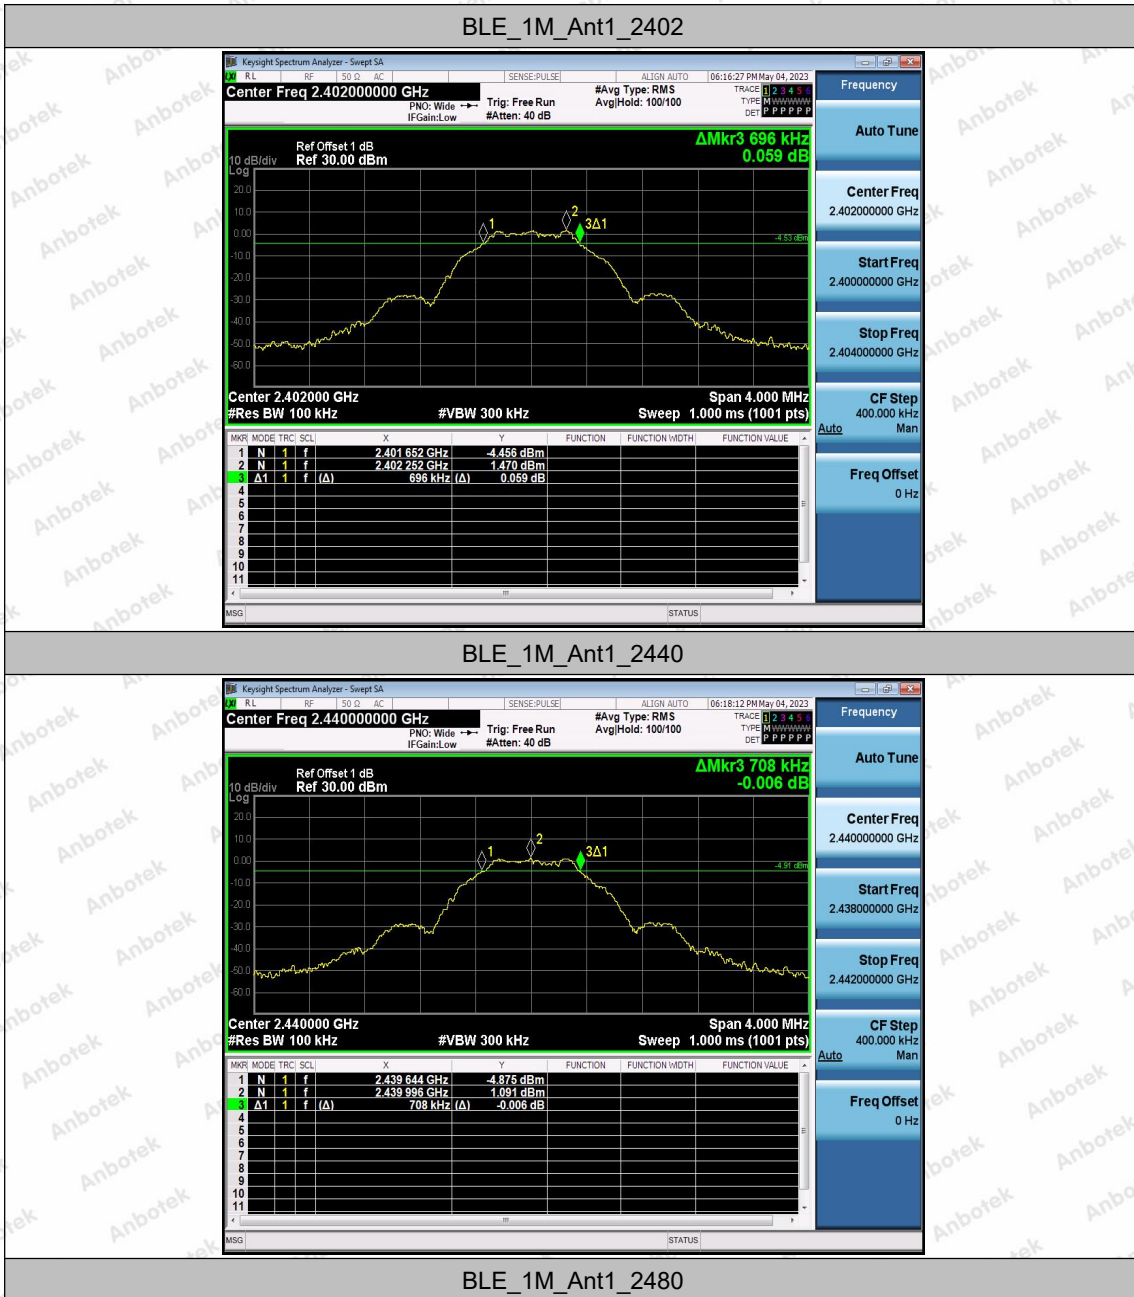 BLE_1M_Ant1_2402
Keysight Spectrum Analyzer - Swept SA
RL RF 50 Ω AC SENSE:PULSE ALIGN AUTO 06:16:27 PM May 04, 2023
Center Freq 2.402000000 GHz
PNO: Wide
IFGain:Low
Trig: Free Run
#Atten: 40 dB
#Avg Type: RMS
Avg|Hold: 100/100
TRACE 1 2 3 4 5 6
TYPE M WWWWW
DET P P P P P P
Ref Offset 1 dB
10 dB/div Ref 30.00 dBm
ΔMkr3 696 kHz
0.059 dB
Log
20.0
10.0
0.00
-10.0
-20.0
-30.0
-40.0
-50.0
-60.0
1
2
3Δ1
-4.53 dBm
Center 2.402000 GHz Span 4.000 MHz
#Res BW 100 kHz #VBW 300 kHz Sweep 1.000 ms (1001 pts)
MKR MODE TRC SCL X Y FUNCTION FUNCTION WIDTH FUNCTION VALUE
1 N 1 f 2.401 652 GHz -4.456 dBm
2 N 1 f 2.402 252 GHz 1.470 dBm
3 Δ1 1 f (Δ) 696 kHz (Δ) 0.059 dB
4
5
6
7
8
9
10
11
MSG STATUS
Frequency
Auto Tune
Center Freq
2.402000000 GHz
Start Freq
2.400000000 GHz
Stop Freq
2.404000000 GHz
CF Step
400.000 kHz
Auto Man
Freq Offset
0 Hz
BLE_1M_Ant1_2440
Keysight Spectrum Analyzer - Swept SA
RL RF 50 Ω AC SENSE:PULSE ALIGN AUTO 06:18:12 PM May 04, 2023
Center Freq 2.440000000 GHz
PNO: Wide
IFGain:Low
Trig: Free Run
#Atten: 40 dB
#Avg Type: RMS
Avg|Hold: 100/100
TRACE 1 2 3 4 5 6
TYPE M WWWWW
DET P P P P P P
Ref Offset 1 dB
10 dB/div Ref 30.00 dBm
ΔMkr3 708 kHz
-0.006 dB
Log
20.0
10.0
0.00
-10.0
-20.0
-30.0
-40.0
-50.0
-60.0
1
2
3Δ1
-4.91 dBm
Center 2.440000 GHz Span 4.000 MHz
#Res BW 100 kHz #VBW 300 kHz Sweep 1.000 ms (1001 pts)
MKR MODE TRC SCL X Y FUNCTION FUNCTION WIDTH FUNCTION VALUE
1 N 1 f 2.439 644 GHz -4.875 dBm
2 N 1 f 2.439 996 GHz 1.091 dBm
3 Δ1 1 f (Δ) 708 kHz (Δ) -0.006 dB
4
5
6
7
8
9
10
11
MSG STATUS
Frequency
Auto Tune
Center Freq
2.440000000 GHz
Start Freq
2.438000000 GHz
Stop Freq
2.442000000 GHz
CF Step
400.000 kHz
Auto Man
Freq Offset
0 Hz
BLE_1M_Ant1_2480